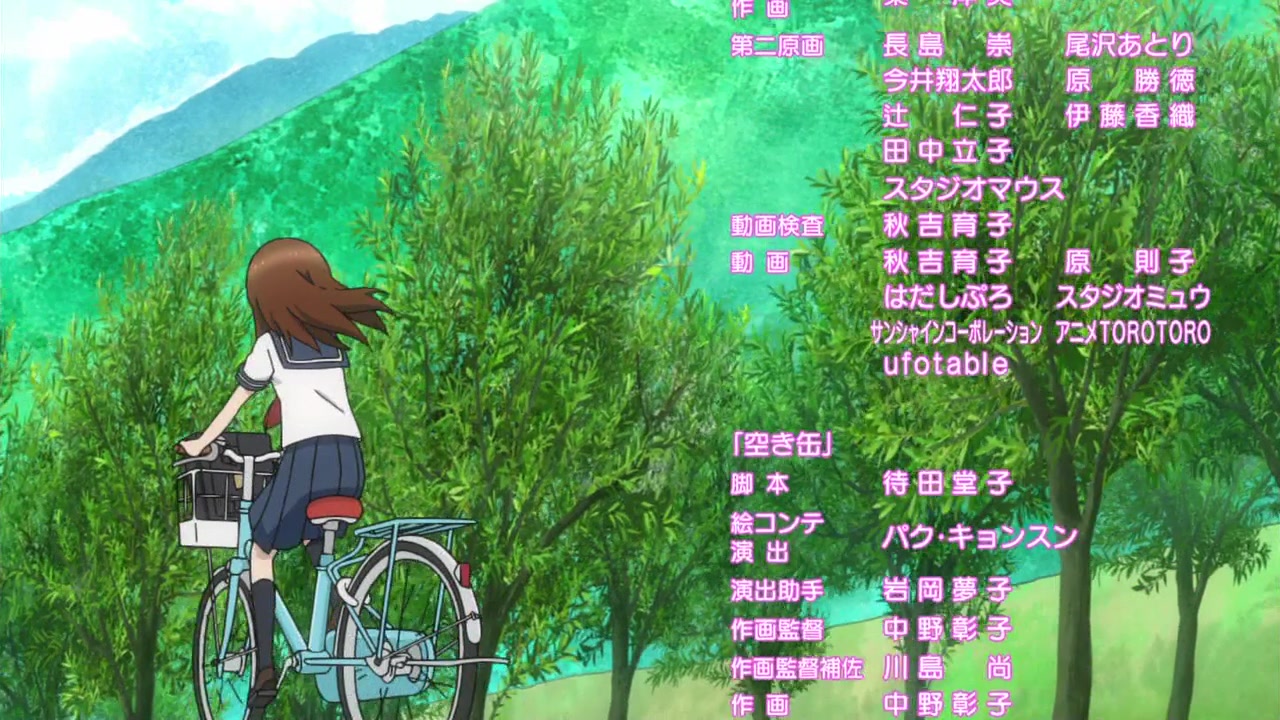 作画
第二原画 長島 崇 尾沢あとり
今井翔太郎 原 勝徳
辻 仁子 伊藤香織
田中立子
スタジオマウス
動画検査 秋吉育子
動画 秋吉育子 原 則子
はだしぷろ スタジオミュウ
サンシャインコーポレーション アニメTOROTORO
ufotable
「空き缶」
脚本 待田堂子
絵コンテ
演出 パク・キョンスン
演出助手 岩岡夢子
作画監督 中野彰子
作画監督補佐 川島 尚
作画 中野彰子